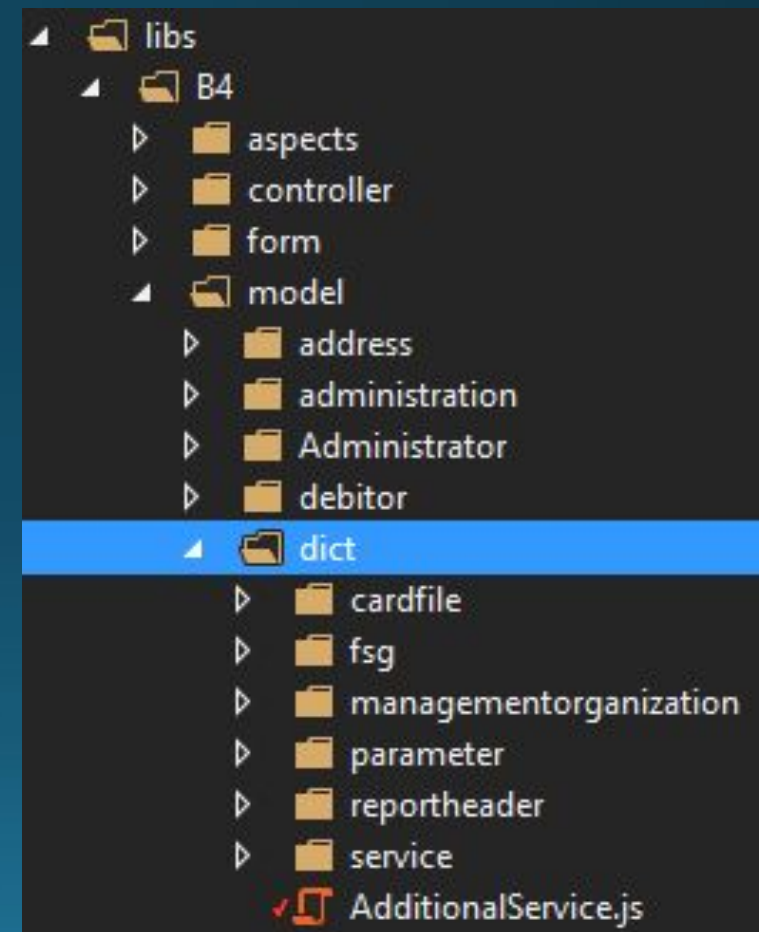 libs
B4
aspects
controller
form
model
address
administration
Administrator
debitor
dict
cardfile
fsg
managementorganization
parameter
reportheader
service
AdditionalService.js